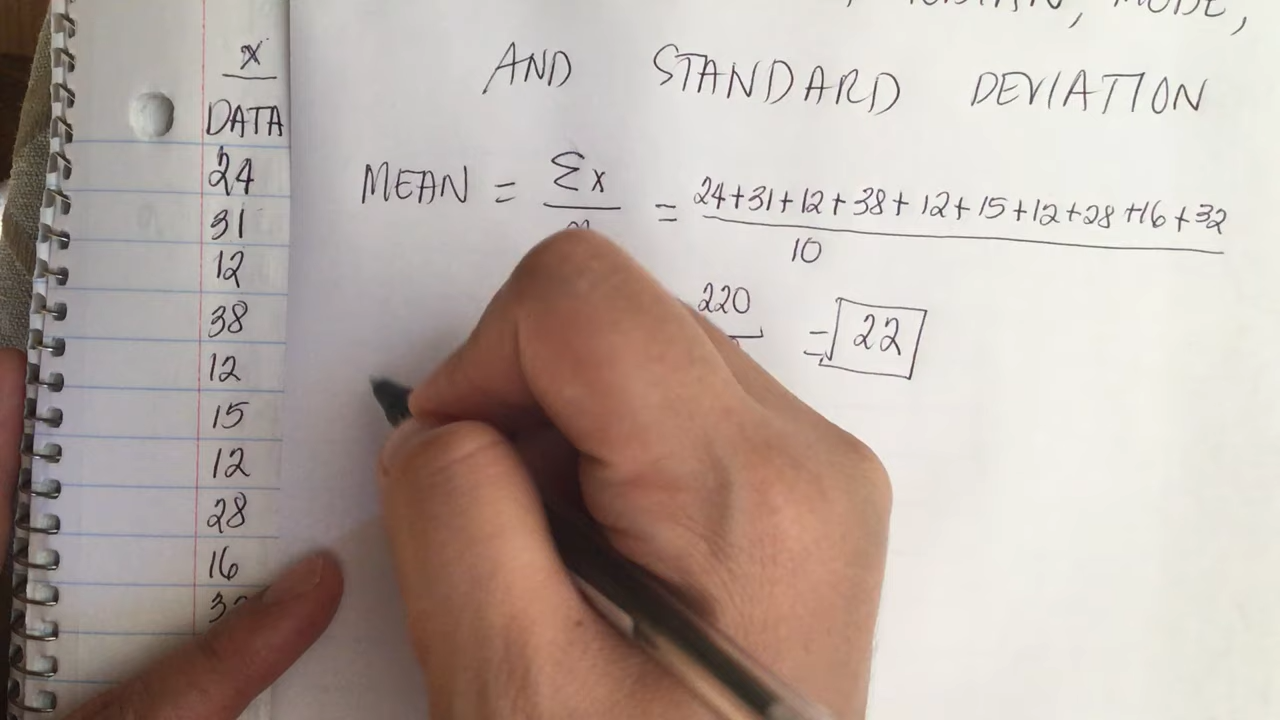 MODE,
AND STANDARD DEVIATION
x
DATA
24
31
12
38
12
15
12
28
16
MEAN = Σx = 24+31+12+38+12+15+12+28+16+32
10
220 = 22